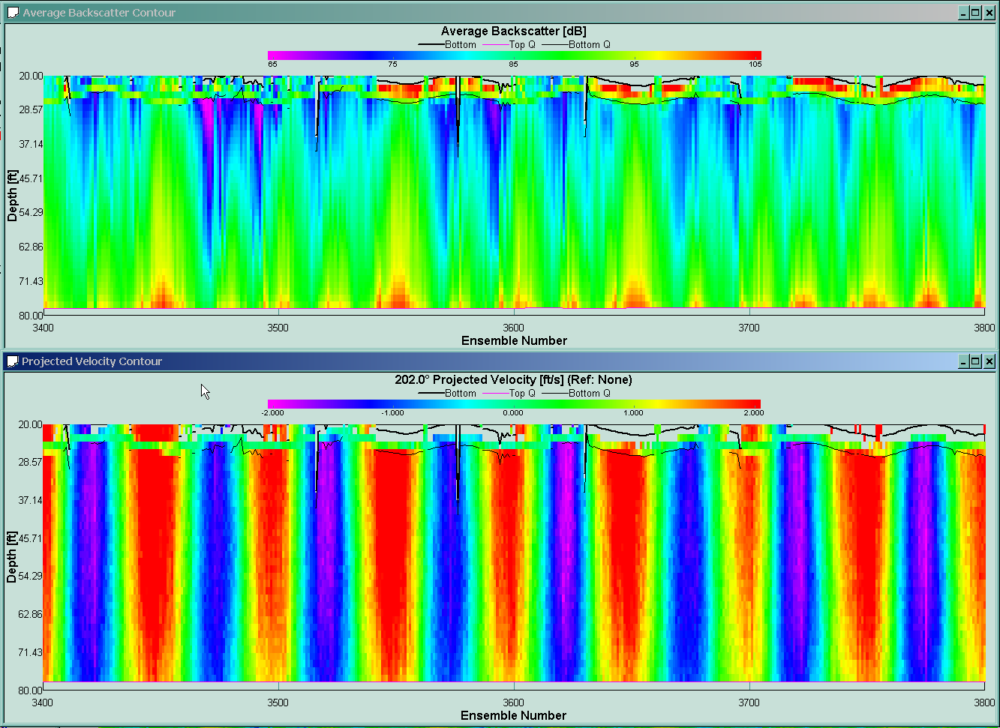 Average Backscatter Contour
Average Backscatter [dB]
Bottom Top Q Bottom Q
65 75 85 95 105
20.00
28.57
37.14
45.71
54.29
62.86
71.43
80.00
Depth [ft]
3400 3500 3600 3700 3800
Ensemble Number
Projected Velocity Contour
202.0° Projected Velocity [ft/s] (Ref: None)
Bottom Top Q Bottom Q
-2.000 -1.000 0.000 1.000 2.000
20.00
28.57
37.14
45.71
54.29
62.86
71.43
80.00
Depth [ft]
3400 3500 3600 3700 3800
Ensemble Number